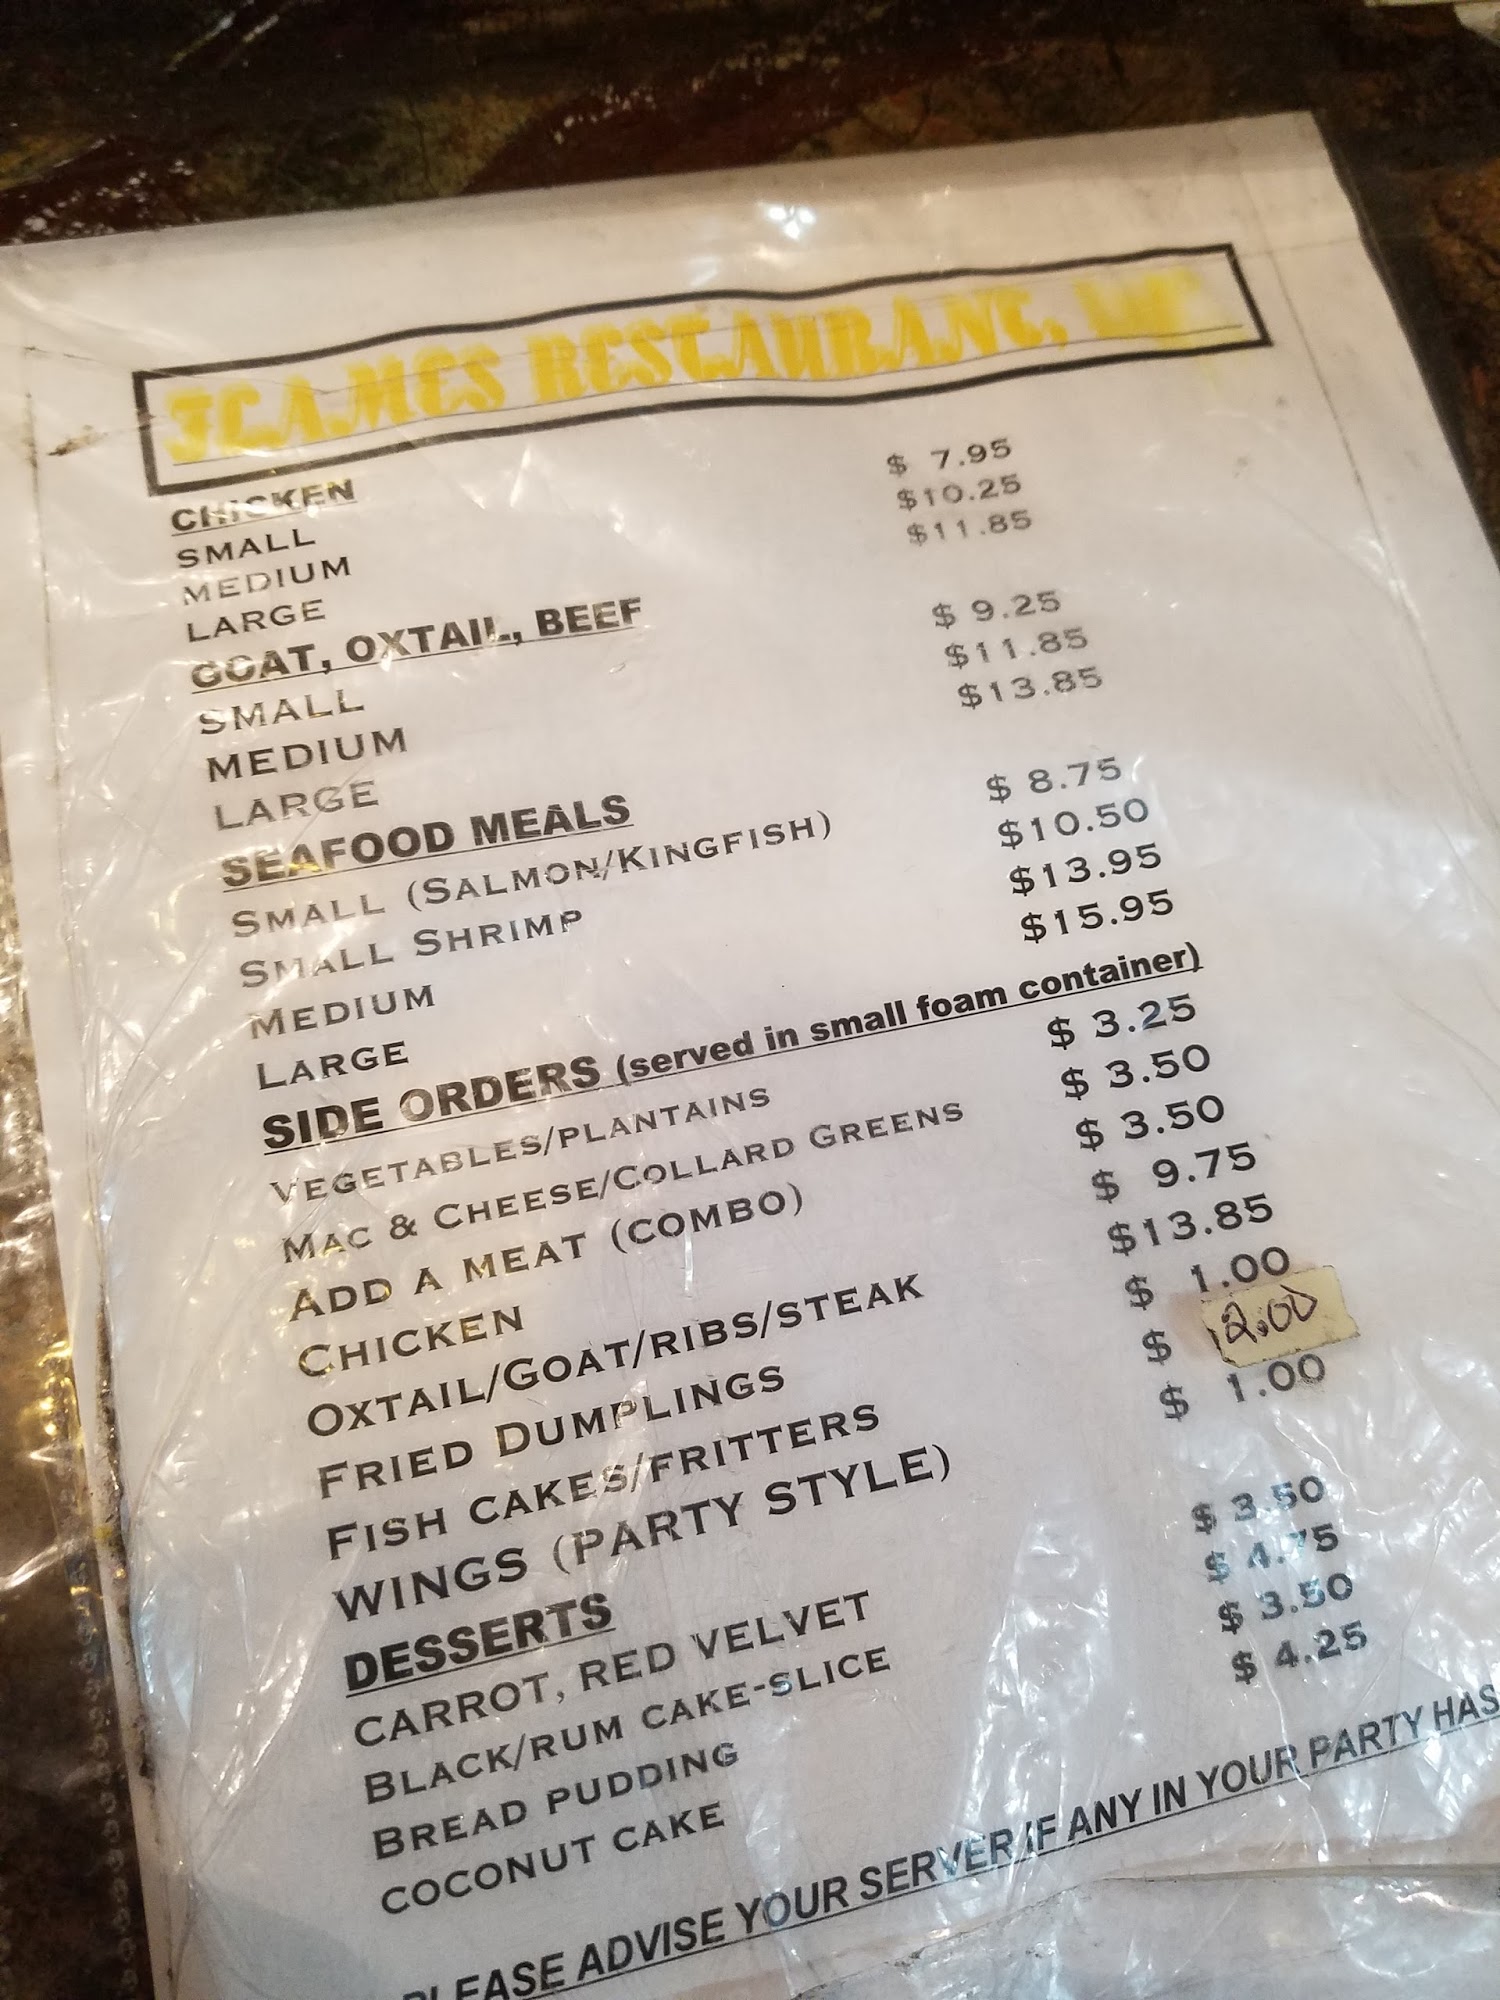 FLAMES RESTAURANT,
CHICKEN
SMALL $ 7.95
MEDIUM $10.25
LARGE $11.85
GOAT, OXTAIL, BEEF
SMALL $ 9.25
MEDIUM $11.85
LARGE $13.85
SEAFOOD MEALS
SMALL (SALMON/KINGFISH) $ 8.75
SMALL SHRIMP $10.50
MEDIUM $13.95
LARGE $15.95
SIDE ORDERS (served in small foam container)
VEGETABLES/PLANTAINS $ 3.25
MAC & CHEESE/COLLARD GREENS $ 3.50
ADD A MEAT (COMBO) $ 3.50
CHICKEN $ 9.75
OXTAIL/GOAT/RIBS/STEAK $13.85
FRIED DUMPLINGS $ 1.00
FISH CAKES/FRITTERS $ 2.00
WINGS (PARTY STYLE) $ 1.00
DESSERTS
CARROT, RED VELVET $ 3.50
BLACK/RUM CAKE-SLICE $ 4.75
BREAD PUDDING $ 3.50
COCONUT CAKE $ 4.25
PLEASE ADVISE YOUR SERVER IF ANY IN YOUR PARTY HAS